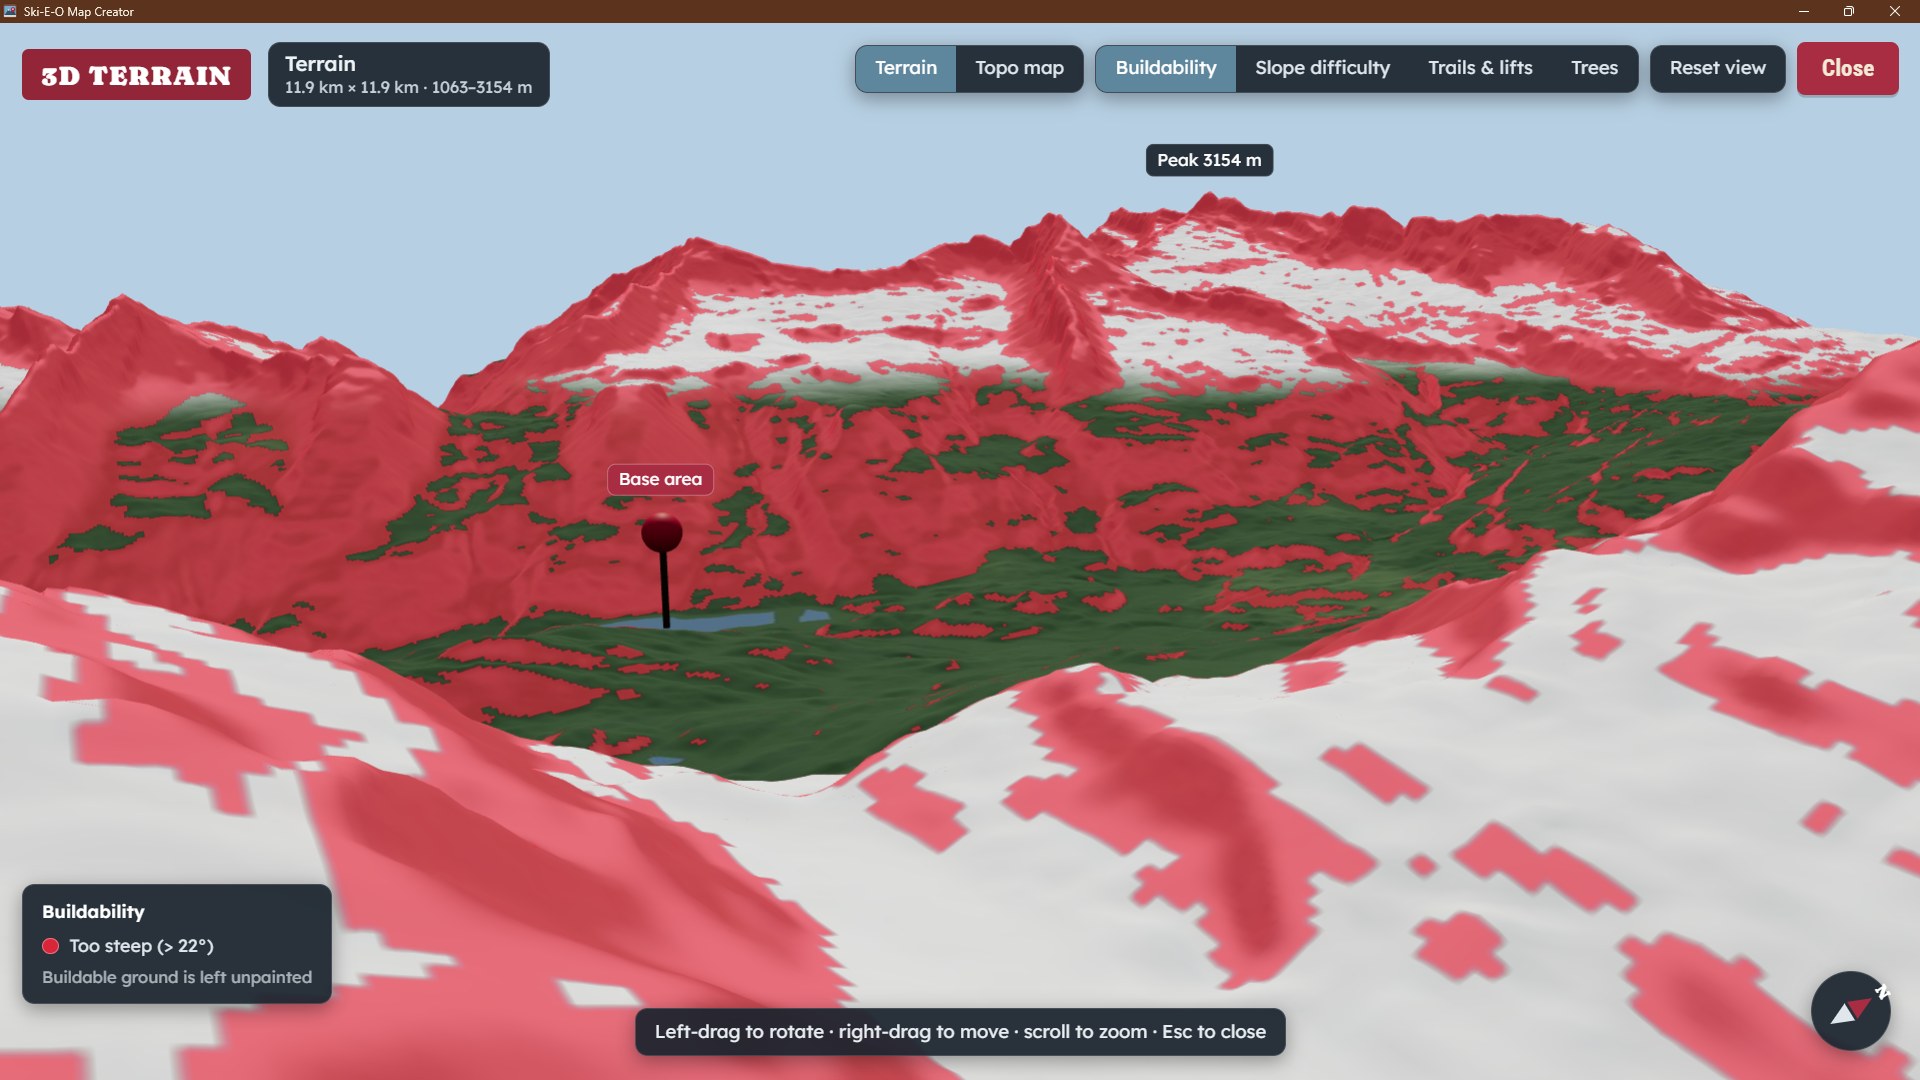 Ski-E-O Map Creator
3D TERRAIN
Terrain
11.9 km × 11.9 km · 1063–3154 m
Terrain
Topo map
Buildability
Slope difficulty
Trails & lifts
Trees
Reset view
Close
Peak 3154 m
Base area
Buildability
Too steep (> 22°)
Buildable ground is left unpainted
Left-drag to rotate · right-drag to move · scroll to zoom · Esc to close
N